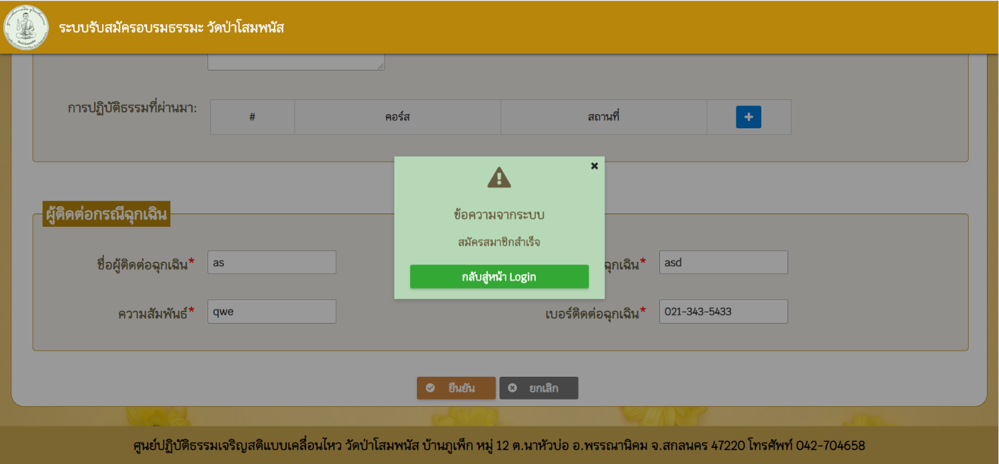 ระบบรับสมัครอบรมธรรมะ วัดป่าโสมพนัส
การปฏิบัติธรรมที่ผ่านมา:
# คอร์ส สถานที่
ข้อความจากระบบ
สมัครสมาชิกสำเร็จ
กลับสู่หน้า Login
ผู้ติดต่อกรณีฉุกเฉิน
ชื่อผู้ติดต่อฉุกเฉิน* as ฉุกเฉิน* asd
ความสัมพันธ์* qwe เบอร์ติดต่อฉุกเฉิน* 021-343-5433
ยืนยัน ยกเลิก
ศูนย์ปฏิบัติธรรมเจริญสติแบบเคลื่อนไหว วัดป่าโสมพนัส บ้านภูเพ็ก หมู่ 12 ต.นาหัวบ่อ อ.พรรณานิคม จ.สกลนคร 47220 โทรศัพท์ 042-704658